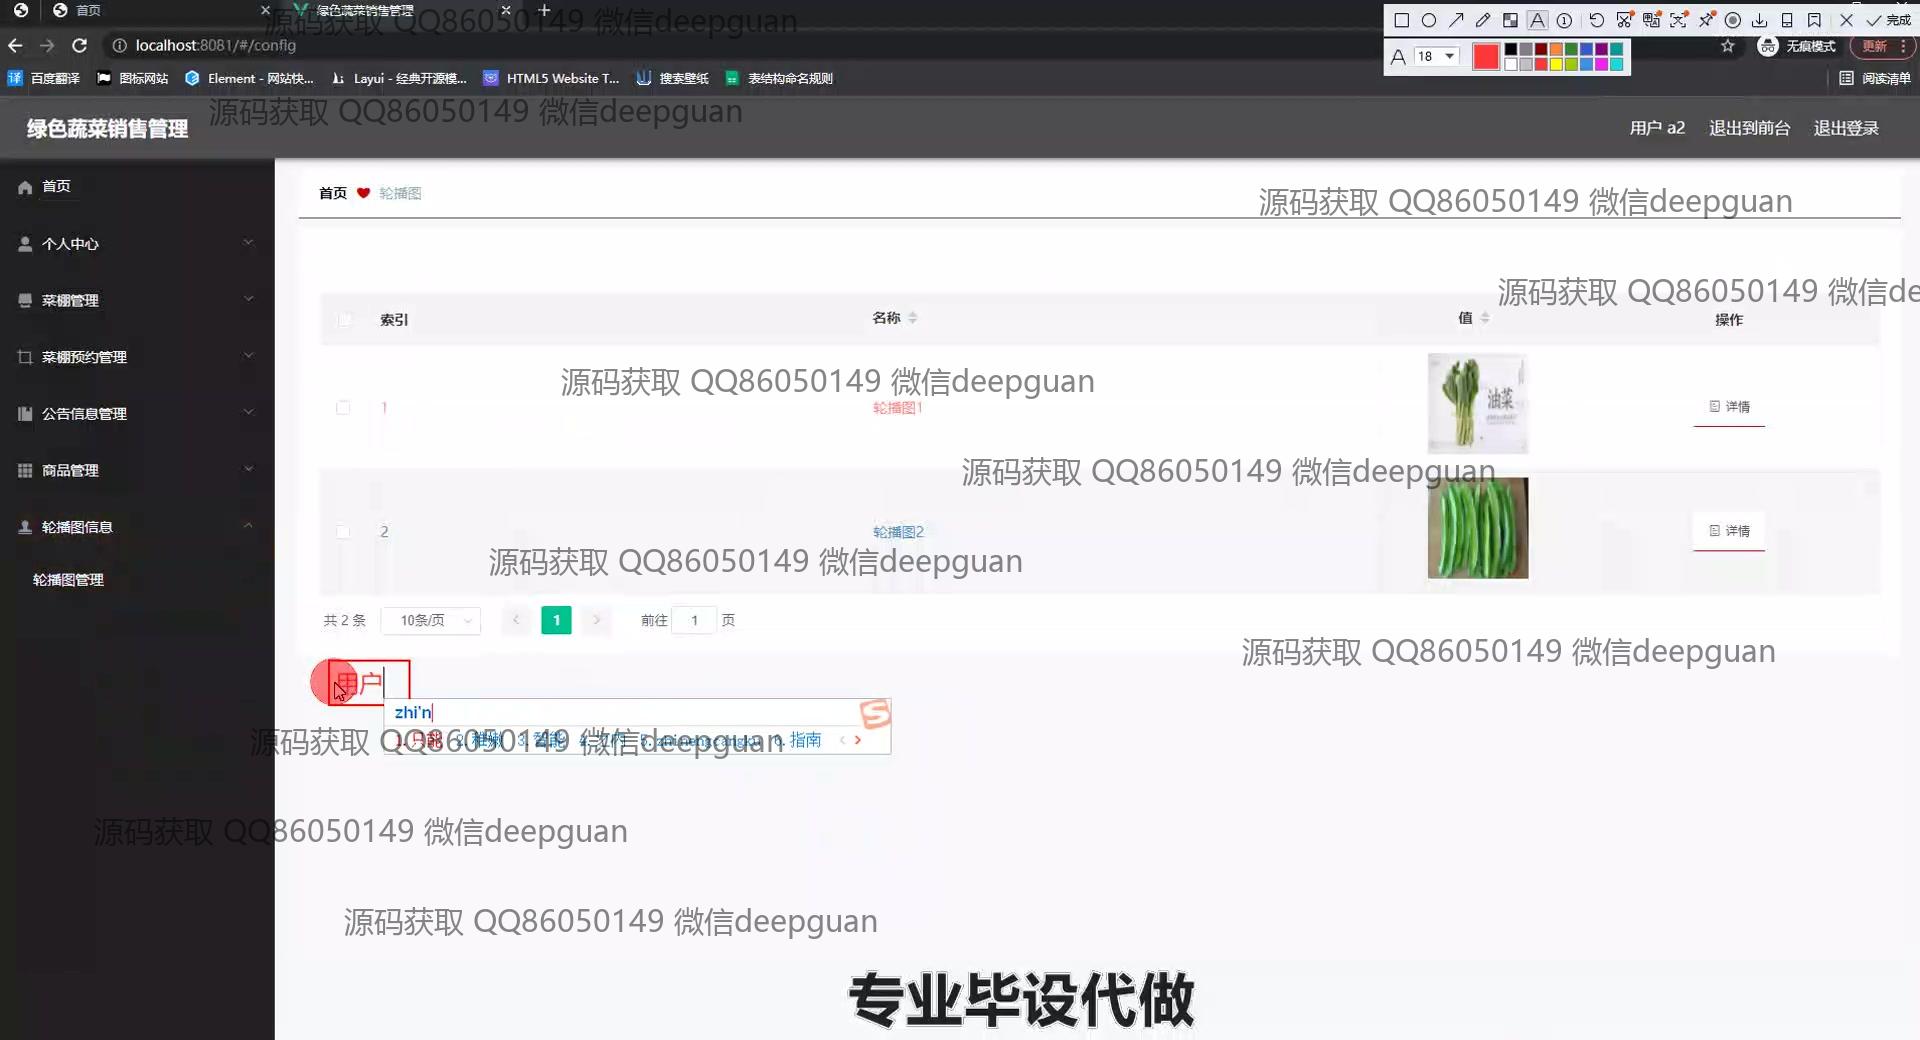 首页
绿色蔬菜销售管理
源码获取 QQ86050149 微信deepguan
完成
localhost:8081/#/config
A 18
无痕模式
更新
百度翻译
图标网站
Element - 网站快...
Layui - 经典开源模...
HTML5 Website T...
搜索壁纸
表结构命名规则
阅读清单
源码获取 QQ86050149 微信deepguan
绿色蔬菜销售管理
用户 a2
退出到前台
退出登录
首页
首页 轮播图
源码获取 QQ86050149 微信deepguan
个人中心
菜棚管理
源码获取 QQ86050149 微信de
索引
名称
值
操作
菜棚预约管理
源码获取 QQ86050149 微信deepguan
油菜
1
轮播图1
详情
公告信息管理
商品管理
源码获取 QQ86050149 微信deepguan
轮播图信息
2
轮播图2
详情
源码获取 QQ86050149 微信deepguan
轮播图管理
共 2 条
10条/页
1
前往 1 页
源码获取 QQ86050149 微信deepguan
用户
zhi'n
1. 只能 2. 稚嫩 3. 智能 6. 指南
源码获取 QQ86050149 微信deepguan
源码获取 QQ86050149 微信deepguan
源码获取 QQ86050149 微信deepguan
专业毕设代做